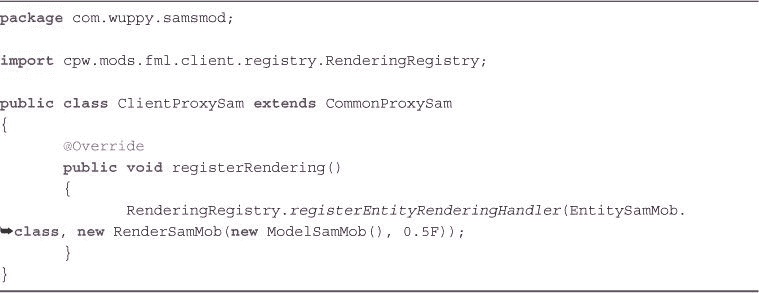 package com.wuppy.samsmod;
import cpw.mods.fml.client.registry.RenderingRegistry;
public class ClientProxySam extends CommonProxySam
{
@Override
public void registerRendering()
{
RenderingRegistry.registerEntityRenderingHandler(EntitySamMob.
➥class, new RenderSamMob(new ModelSamMob(), 0.5F));
}
}